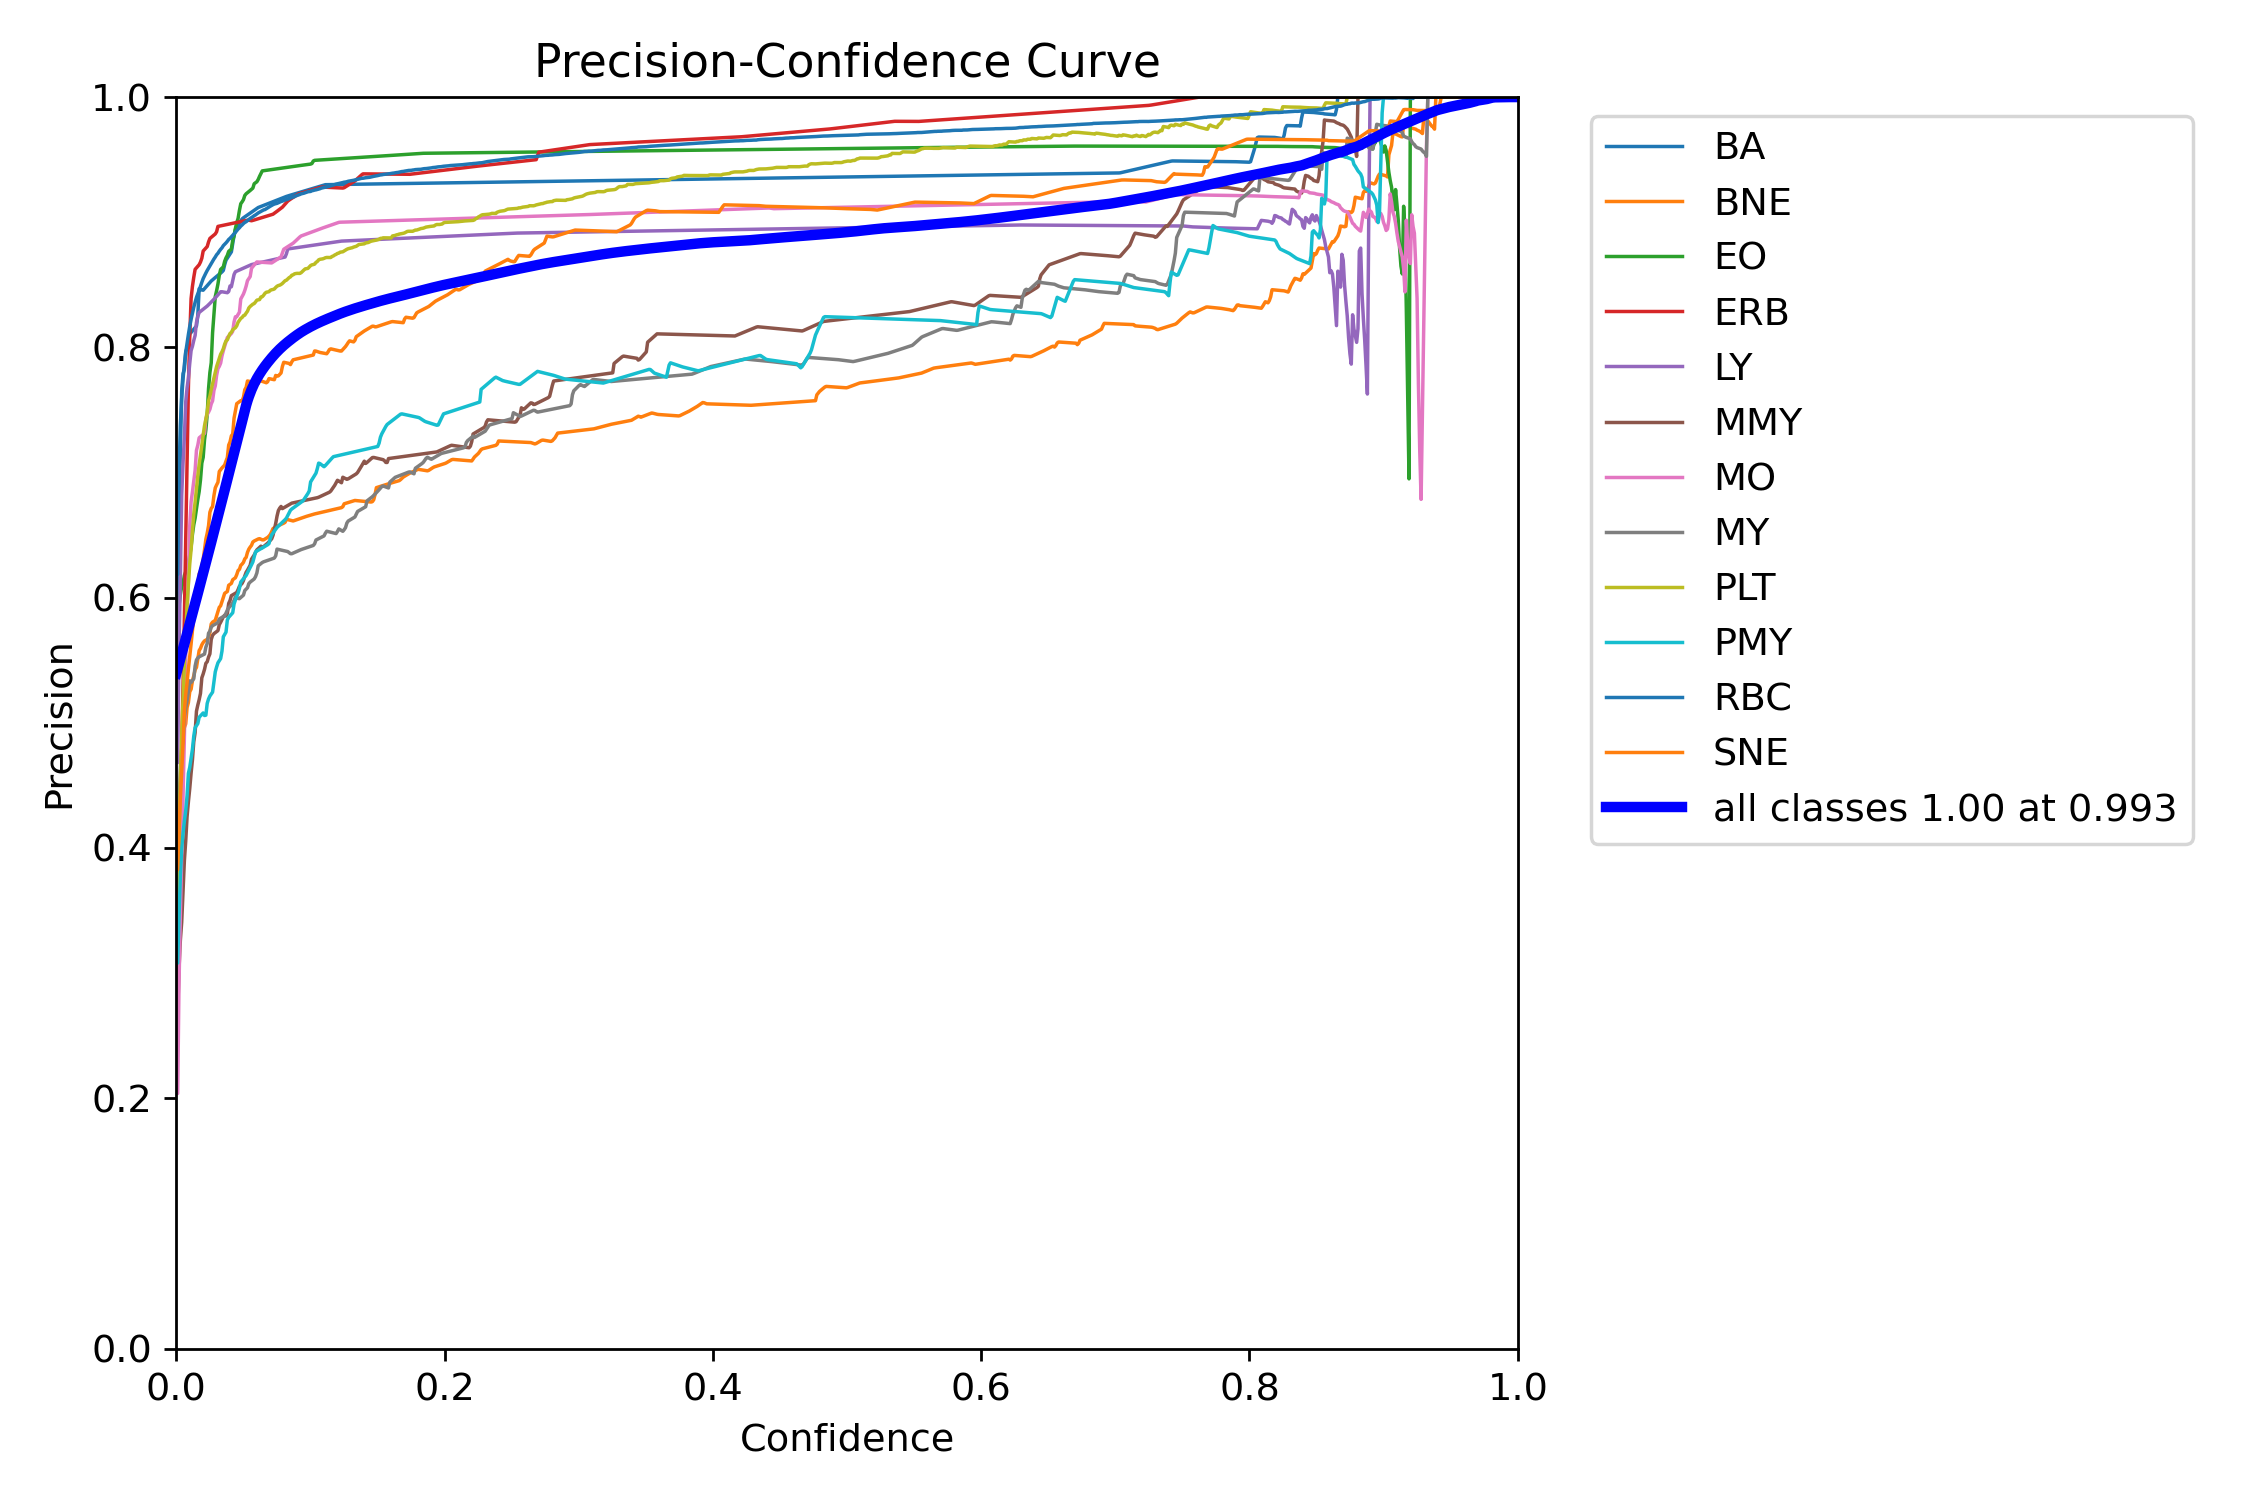 Precision-Confidence Curve
1.0
0.8
0.6
0.4
0.2
0.0
Precision
0.0 0.2 0.4 0.6 0.8 1.0
Confidence
BA
BNE
EO
ERB
LY
MMY
MO
MY
PLT
PMY
RBC
SNE
all classes 1.00 at 0.993